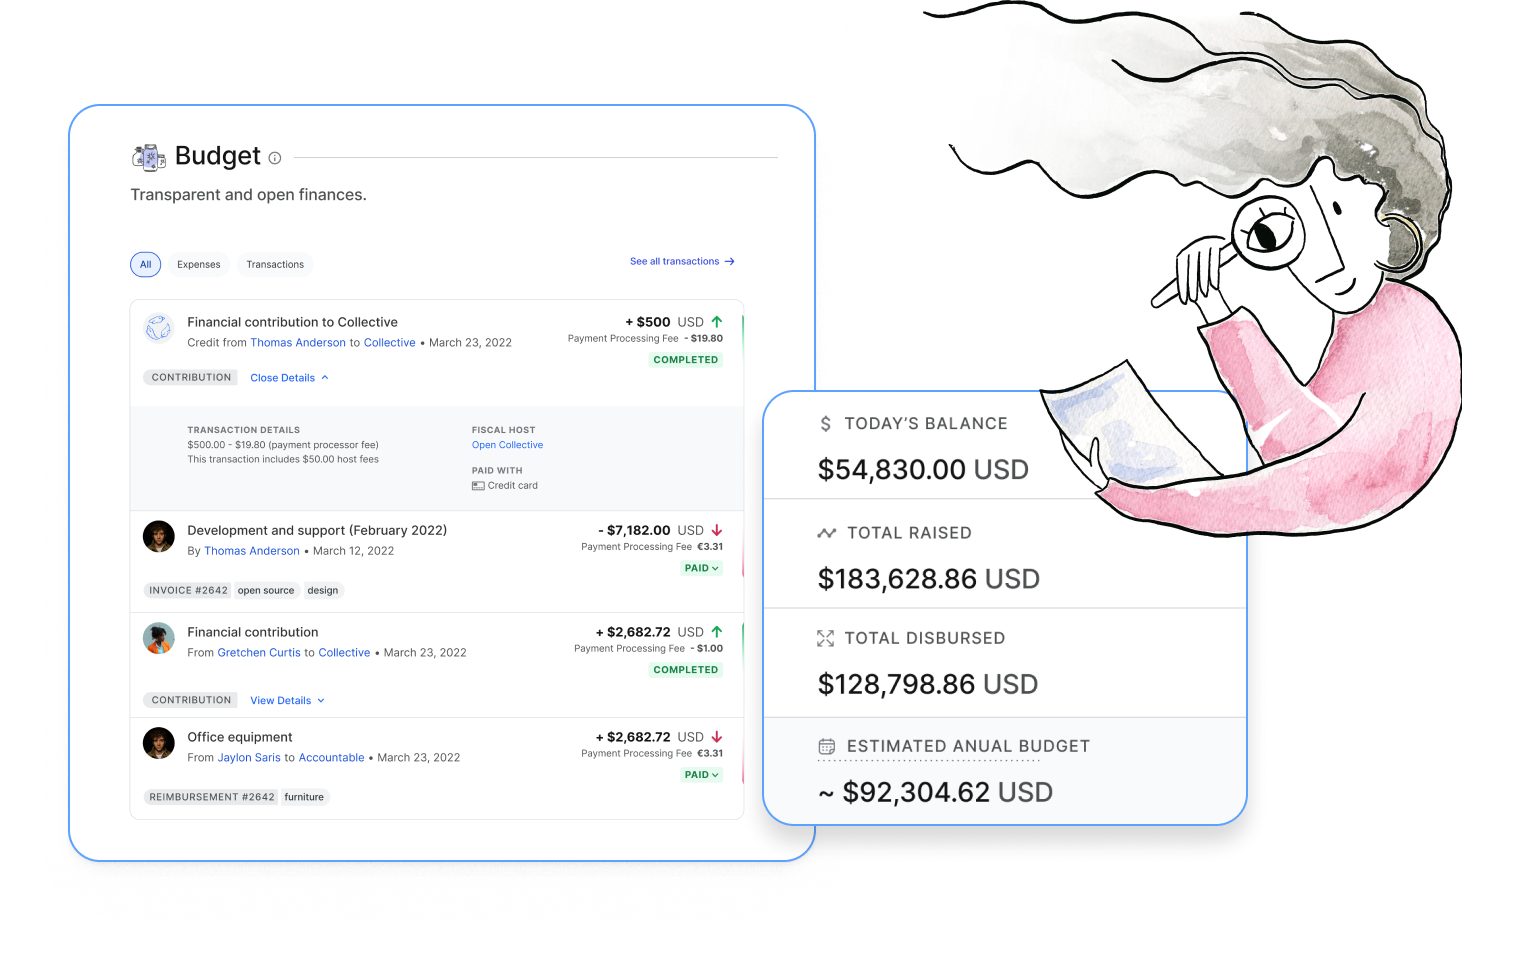 Budget
Transparent and open finances.
All Expenses Transactions See all transactions →
Financial contribution to Collective + $500 USD
Credit from Thomas Anderson to Collective • March 23, 2022 Payment Processing Fee - $19.80
COMPLETED
CONTRIBUTION Close Details
TRANSACTION DETAILS FISCAL HOST
$500.00 - $19.80 (payment processor fee) Open Collective
This transaction includes $50.00 host fees
PAID WITH
Credit card
Development and support (February 2022) - $7,182.00 USD
By Thomas Anderson • March 12, 2022 Payment Processing Fee €3.31
PAID
INVOICE #2642 open source design
Financial contribution + $2,682.72 USD
From Gretchen Curtis to Collective • March 23, 2022 Payment Processing Fee - $1.00
COMPLETED
CONTRIBUTION View Details
Office equipment + $2,682.72 USD
From Jaylon Saris to Accountable • March 23, 2022 Payment Processing Fee €3.31
PAID
REIMBURSEMENT #2642 furniture
$ TODAY’S BALANCE
$54,830.00 USD
TOTAL RAISED
$183,628.86 USD
TOTAL DISBURSED
$128,798.86 USD
ESTIMATED ANUAL BUDGET
~ $92,304.62 USD